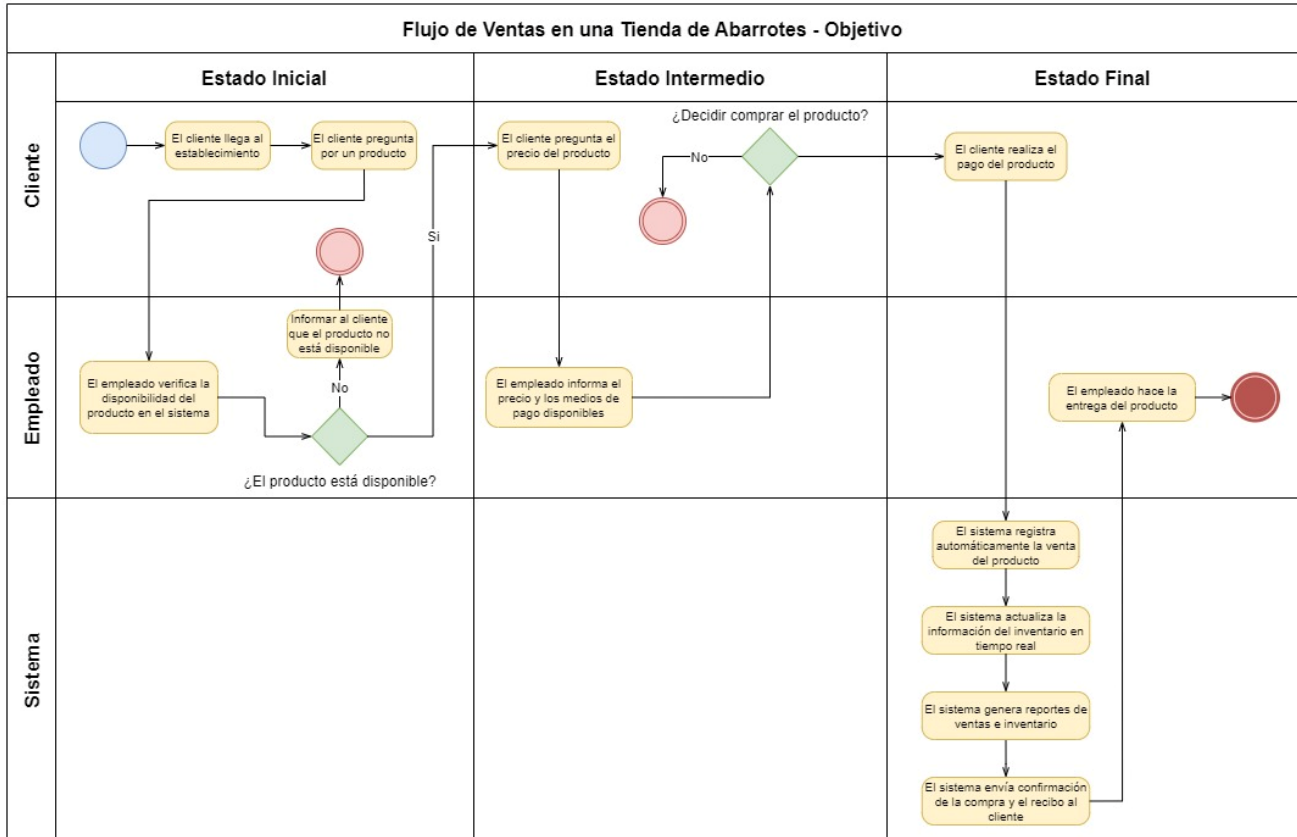 Flujo de Ventas en una Tienda de Abarrotes - Objetivo
Estado Inicial
Estado Intermedio
Estado Final
Cliente
El cliente llega al
establecimiento
El cliente pregunta
por un producto
Si
El cliente pregunta el
precio del producto
¿Decidir comprar el producto?
No
El cliente realiza el
pago del producto
Empleado
El empleado verifica la
disponibilidad del
producto en el sistema
Informar al cliente
que el producto no
está disponible
No
¿El producto está disponible?
El empleado informa el
precio y los medios de
pago disponibles
El empleado hace la
entrega del producto
Sistema
El sistema registra
automáticamente la venta
del producto
El sistema actualiza la
información del inventario en
tiempo real
El sistema genera reportes de
ventas e inventario
El sistema envía confirmación
de la compra y el recibo al
cliente